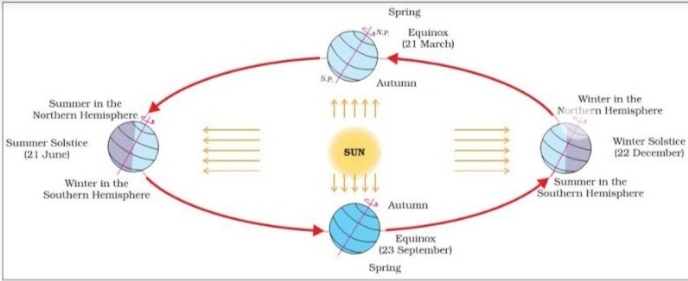 Spring
N.P.
Equinox
(21 March)
S.P.
Autumn
Summer in the
Northern Hemisphere
Summer Solstice
(21 June)
Winter in the
Southern Hemisphere
SUN
Winter in the
Northern Hemisphere
Winter Solstice
(22 December)
Summer in the
Southern Hemisphere
Autumn
Equinox
(23 September)
Spring